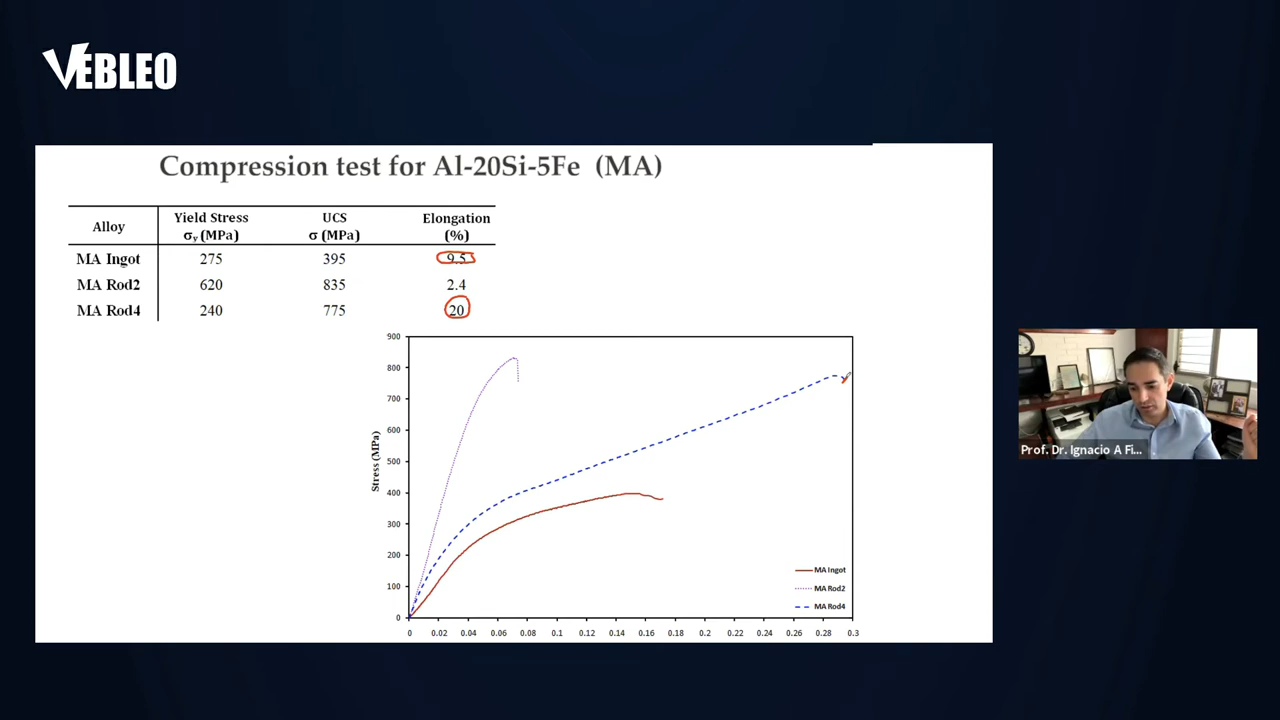 VEBLEO
Compression test for Al-20Si-5Fe (MA)
Alloy Yield Stress σy (MPa) UCS σ (MPa) Elongation (%)
MA Ingot 275 395 9.5
MA Rod2 620 835 2.4
MA Rod4 240 775 20
900
800
700
600
500
400
300
200
100
0
Stress (MPa)
MA Ingot
MA Rod2
MA Rod4
0 0.02 0.04 0.06 0.08 0.1 0.12 0.14 0.16 0.18 0.2 0.22 0.24 0.26 0.28 0.3
Prof. Dr. Ignacio A Fi...